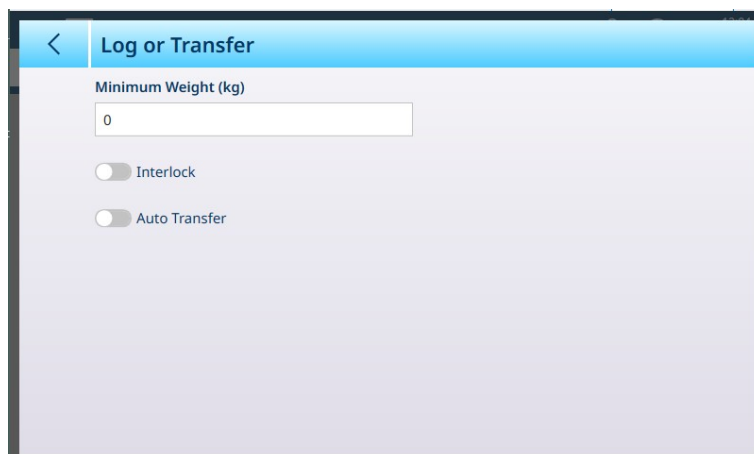 Log or Transfer
Minimum Weight (kg)
0
Interlock
Auto Transfer